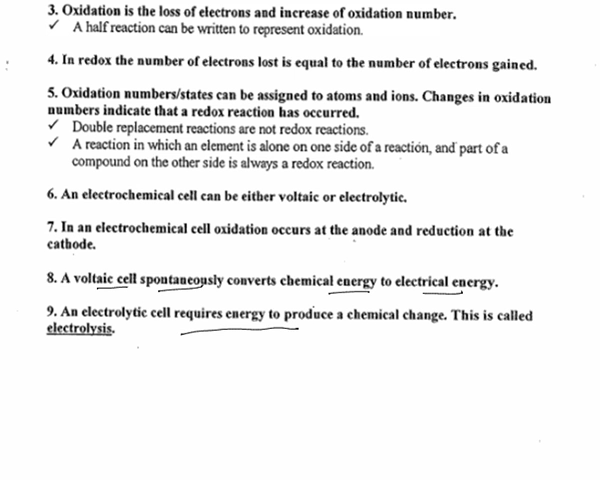 3. Oxidation is the loss of electrons and increase of oxidation number.
✓ A half reaction can be written to represent oxidation.
4. In redox the number of electrons lost is equal to the number of electrons gained.
5. Oxidation numbers/states can be assigned to atoms and ions. Changes in oxidation
numbers indicate that a redox reaction has occurred.
✓ Double replacement reactions are not redox reactions.
✓ A reaction in which an element is alone on one side of a reaction, and part of a
compound on the other side is always a redox reaction.
6. An electrochemical cell can be either voltaic or electrolytic.
7. In an electrochemical cell oxidation occurs at the anode and reduction at the
cathode.
8. A voltaic cell spontaneously converts chemical energy to electrical energy.
9. An electrolytic cell requires energy to produce a chemical change. This is called
electrolysis.